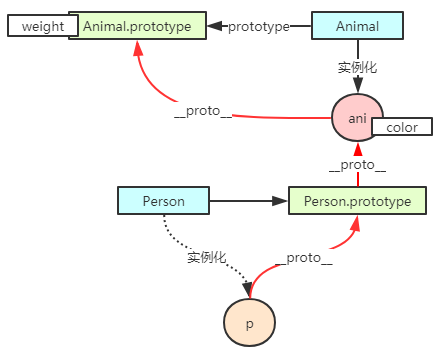 weight
Animal.prototype
prototype
Animal
实例化
ani
color
__proto__
__proto__
Person
Person.prototype
实例化
__proto__
p